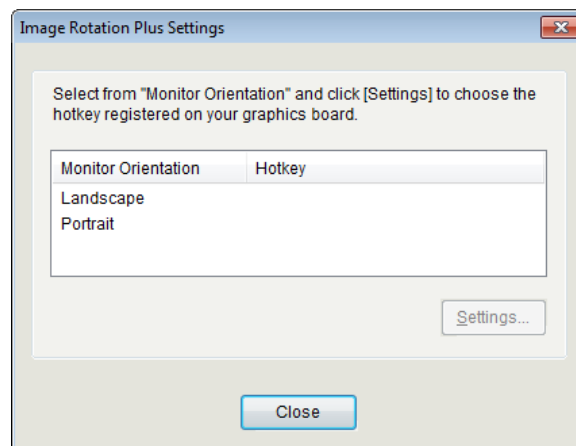 Image Rotation Plus Settings
Select from "Monitor Orientation" and click [Settings] to choose the
hotkey registered on your graphics board.
Monitor Orientation Hotkey
Landscape
Portrait
Settings...
Close